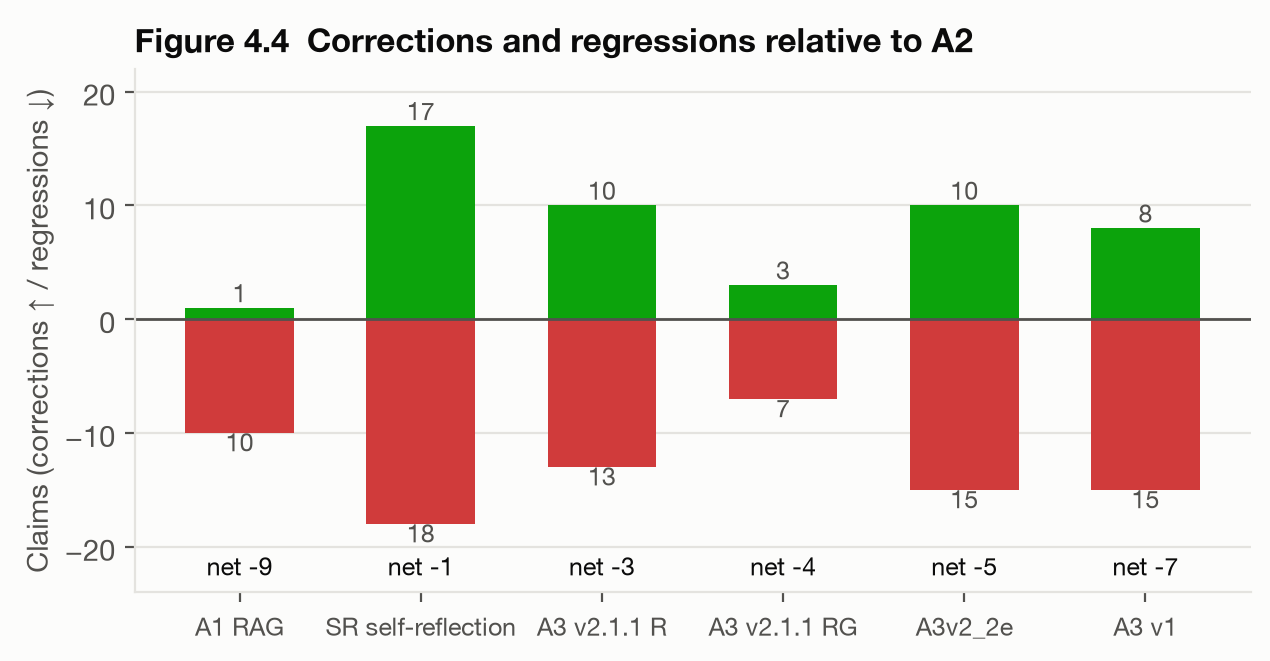 Figure 4.4 Corrections and regressions relative to A2
Claims (corrections ↑ / regressions ↓)
20
10
0
−10
−20
1
17
10
3
10
8
10
18
13
7
15
15
net -9
net -1
net -3
net -4
net -5
net -7
A1 RAG
SR self-reflection
A3 v2.1.1 R
A3 v2.1.1 RG
A3v2_2e
A3 v1